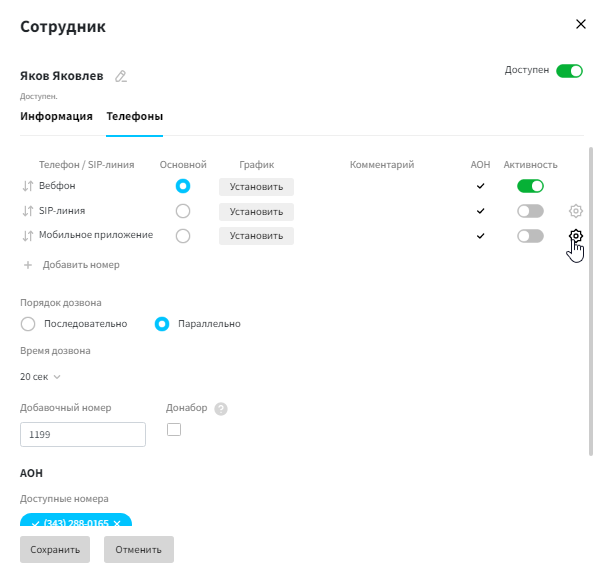 Сотрудник
Яков Яковлев
Доступен
Доступен.
Информация Телефоны
Телефон / SIP-линия Основной График Комментарий АОН Активность
Вебфон Установить
SIP-линия Установить
Мобильное приложение Установить
Добавить номер
Порядок дозвона
Последовательно Параллельно
Время дозвона
20 сек
Добавочный номер Донабор ?
1199
АОН
Доступные номера
(343) 288-0165
Сохранить Отменить